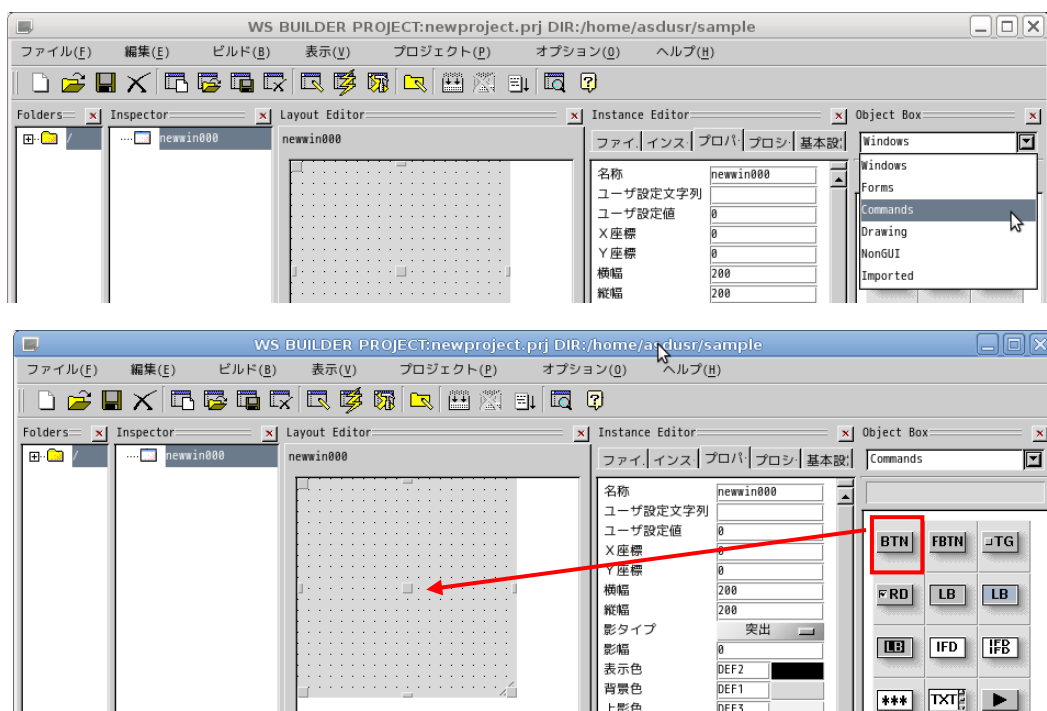 WS BUILDER PROJECT:newproject.prj DIR:/home/asdusr/sample
ファイル(F) 編集(E) ビルド(B) 表示(V) プロジェクト(P) オプション(O) ヘルプ(H)
Folders Inspector Layout Editor Instance Editor Object Box
/ newwin000 newwin000 ファイ. インス プロパ プロシ 基本設 Windows
名称 newwin000
ユーザ設定文字列
ユーザ設定値 0
X座標 0
Y座標 0
横幅 200
縦幅 200
Windows
Forms
Commands
Drawing
NonGUI
Imported
WS BUILDER PROJECT:newproject.prj DIR:/home/asdusr/sample
ファイル(F) 編集(E) ビルド(B) 表示(V) プロジェクト(P) オプション(O) ヘルプ(H)
Folders Inspector Layout Editor Instance Editor Object Box
/ newwin000 newwin000 ファイ. インス プロパ プロシ 基本設 Commands
名称 newwin000
ユーザ設定文字列
ユーザ設定値 0
X座標 0
Y座標 0
横幅 200
縦幅 200
影タイプ 突出
影幅 0
表示色 DEF2
背景色 DEF1
上影色 DEF3
BTN FBTN TG
RD LB LB
LB IFD IFD
*** TXT